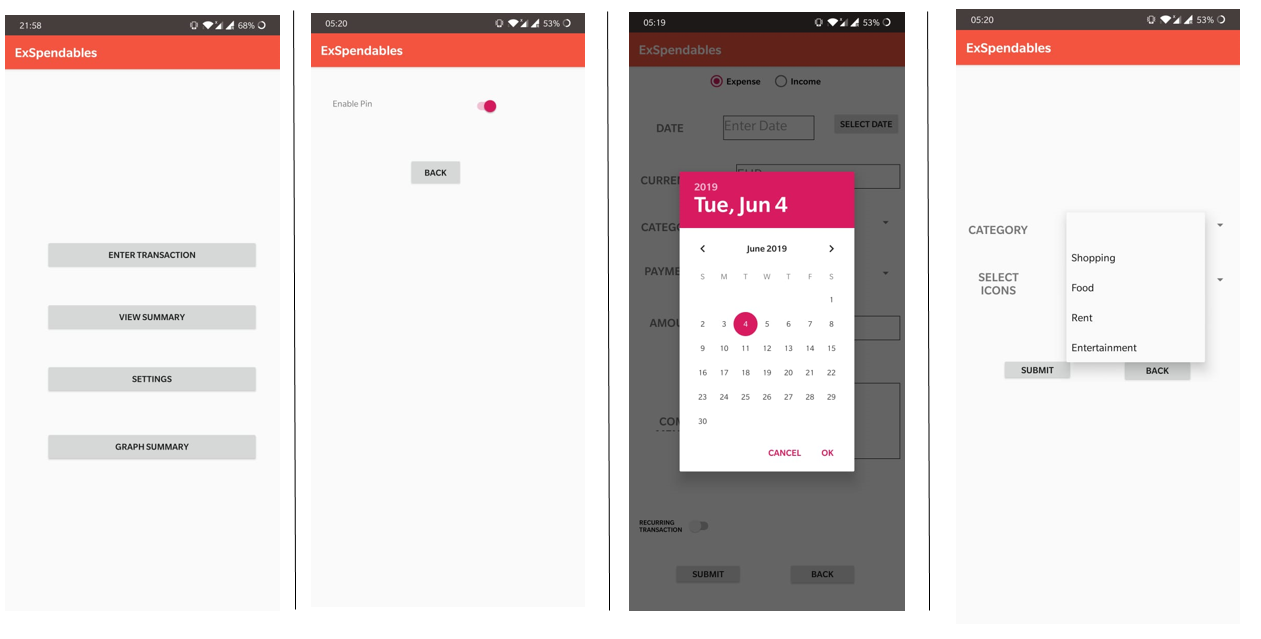 21:58
68%
ExSpendables
ENTER TRANSACTION
VIEW SUMMARY
SETTINGS
GRAPH SUMMARY
05:20
53%
ExSpendables
Enable Pin
BACK
05:19
53%
ExSpendables
Expense Income
DATE Enter Date SELECT DATE
CURRE
CATEG
PAYME
AMOU
COM
2019
Tue, Jun 4
June 2019
S M T W T F S
1
2 3 4 5 6 7 8
9 10 11 12 13 14 15
16 17 18 19 20 21 22
23 24 25 26 27 28 29
30
CANCEL OK
RECURRING
TRANSACTION
SUBMIT BACK
05:20
53%
ExSpendables
CATEGORY
SELECT
ICONS
Shopping
Food
Rent
Entertainment
SUBMIT BACK